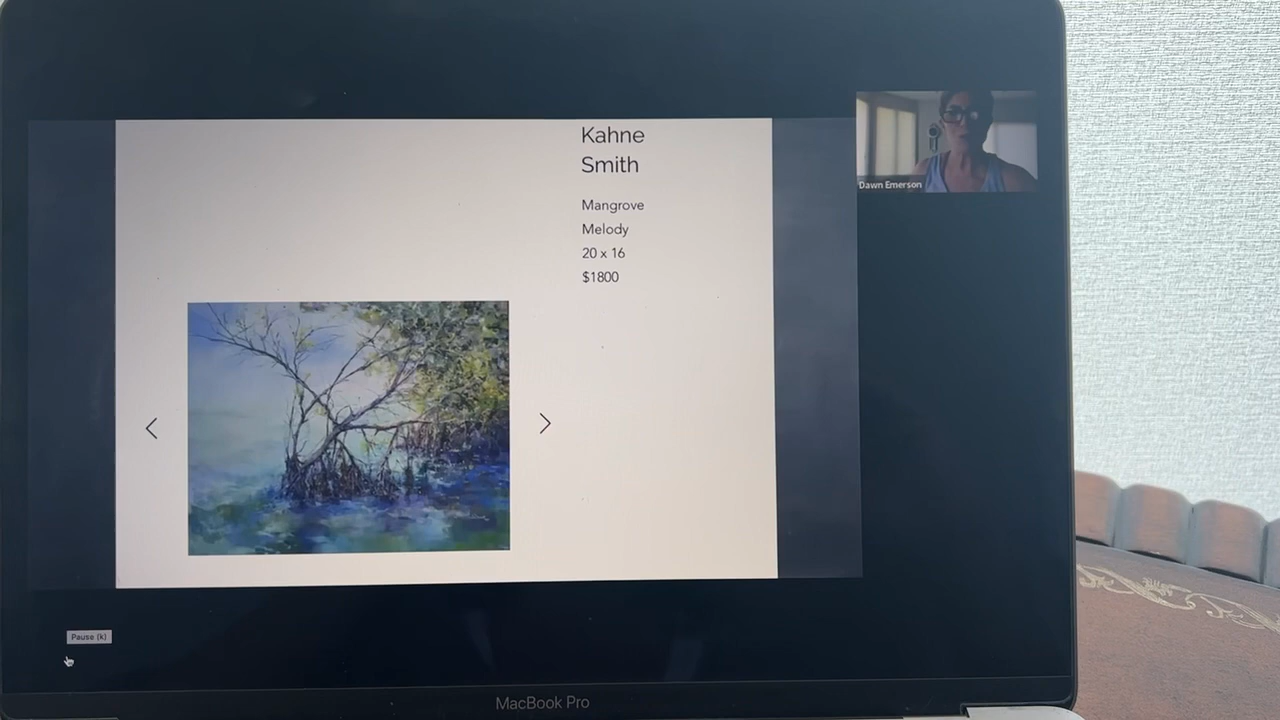 Kahne
Smith
Mangrove
Melody
20 x 16
$1800
Dawn Emerson
Pause (k)
MacBook Pro